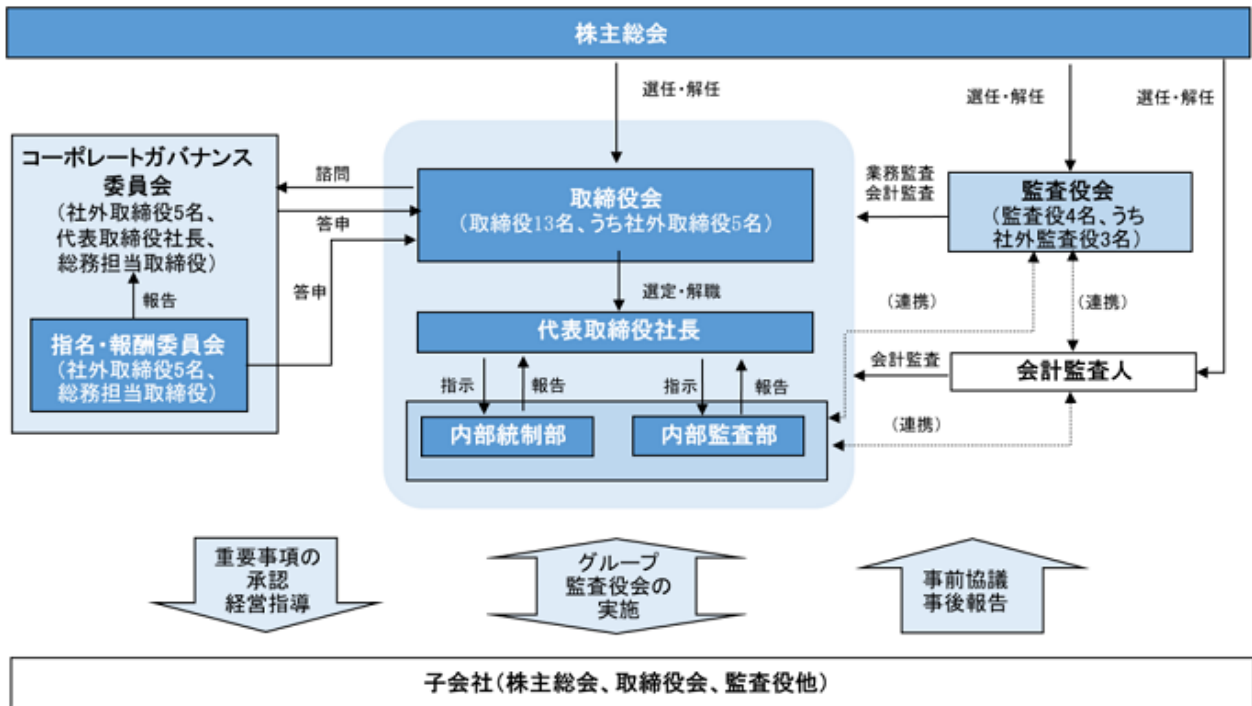 株主総会
選任・解任
選任・解任
選任・解任
コーポレートガバナンス
委員会
(社外取締役5名、
代表取締役社長、
総務担当取締役)
報告
指名・報酬委員会
(社外取締役5名、
総務担当取締役)
諮問
答申
答申
取締役会
(取締役13名、うち社外取締役5名)
選定・解職
代表取締役社長
指示
報告
指示
報告
内部統制部
内部監査部
業務監査
会計監査
監査役会
(監査役4名、うち
社外監査役3名)
(連携)
(連携)
会計監査
会計監査人
(連携)
重要事項の
承認
経営指導
グループ
監査役会の
実施
事前協議
事後報告
子会社(株主総会、取締役会、監査役他)